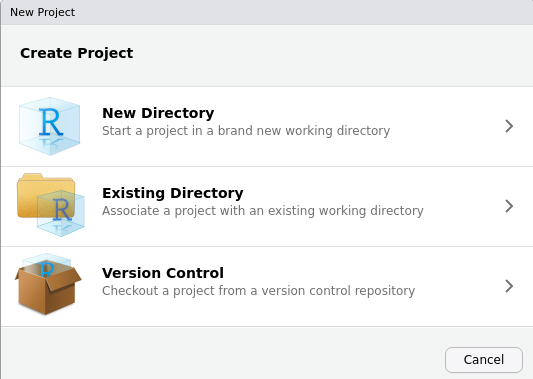 New Project
Create Project
R
New Directory
Start a project in a brand new working directory
R
Existing Directory
Associate a project with an existing working directory
R
Version Control
Checkout a project from a version control repository
Cancel